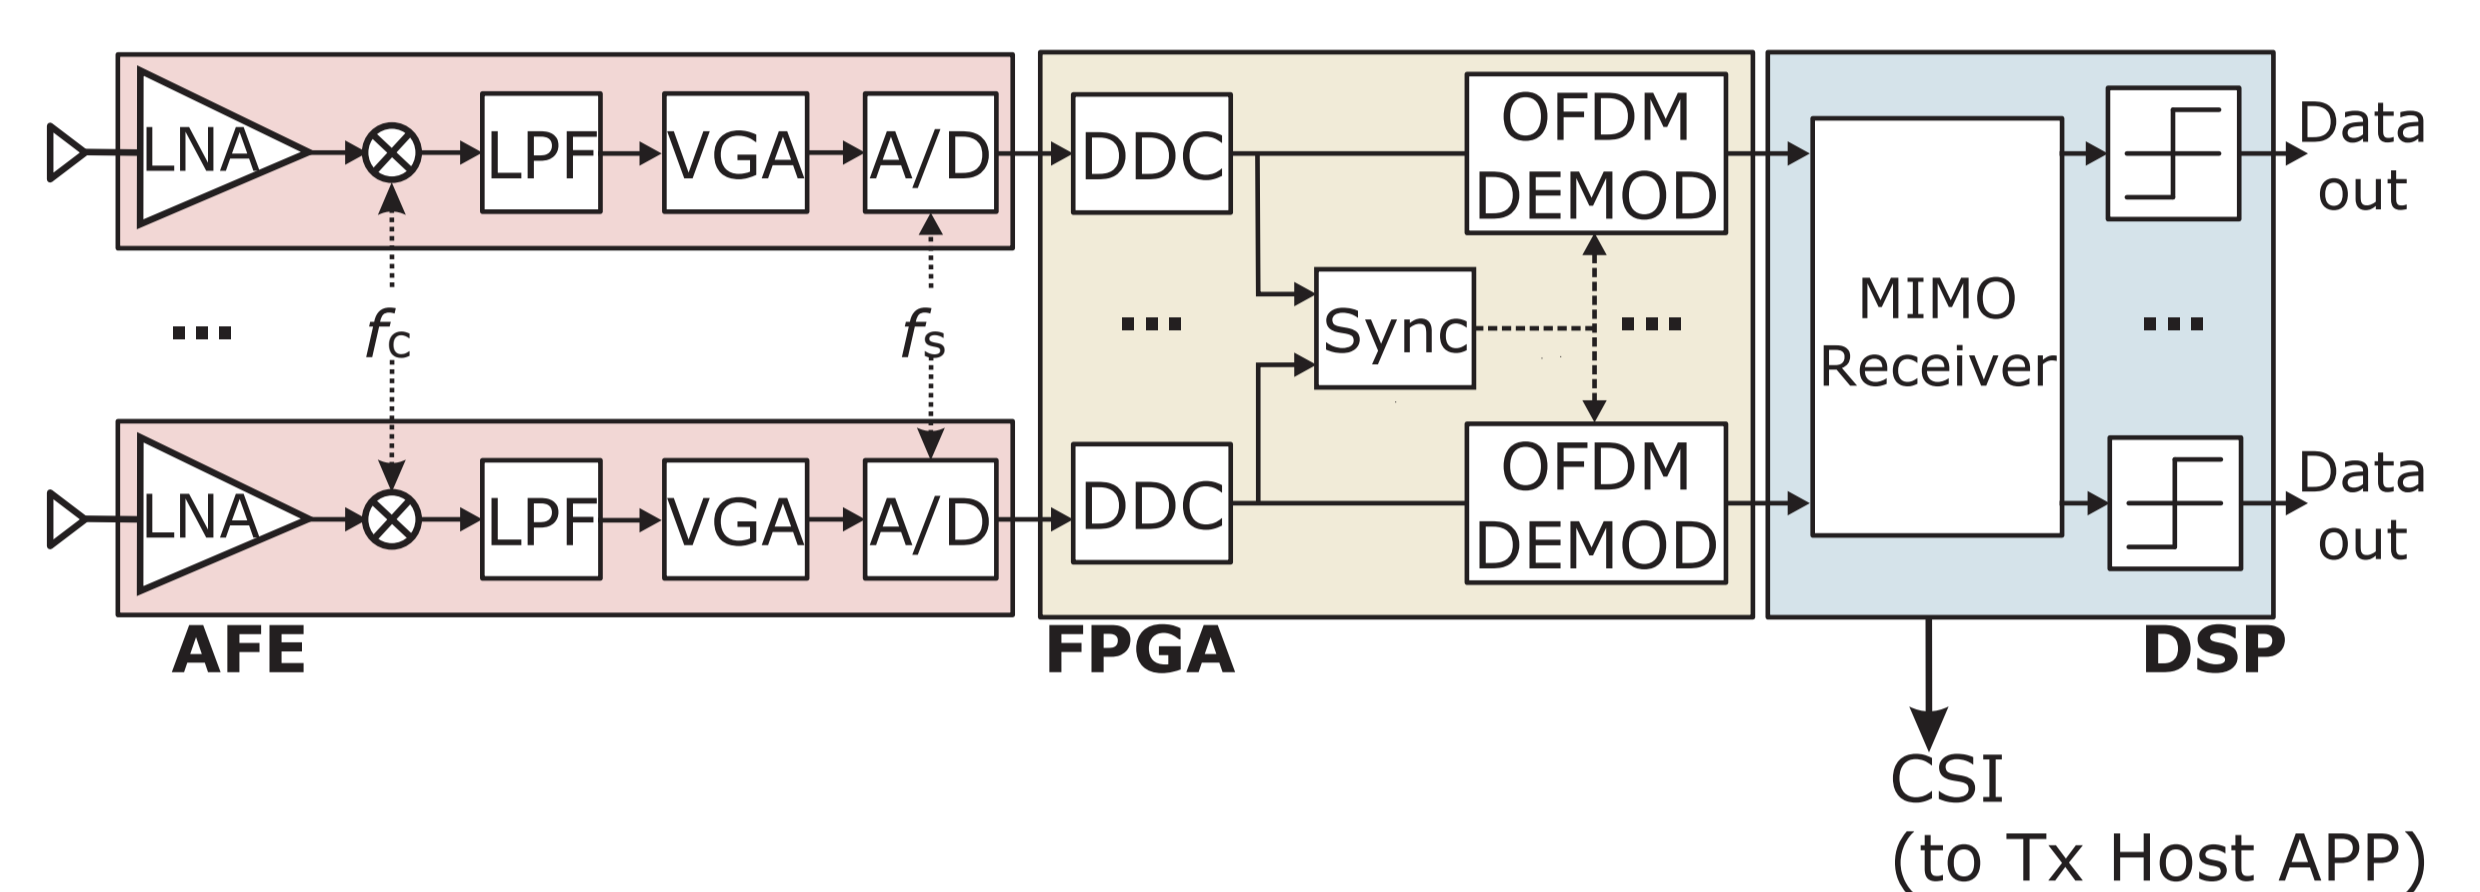 LNA
LPF
VGA
A/D
DDC
OFDM
DEMOD
Data
out
fc
fs
Sync
MIMO
Receiver
LNA
LPF
VGA
A/D
DDC
OFDM
DEMOD
Data
out
AFE
FPGA
DSP
CSI
(to Tx Host APP)